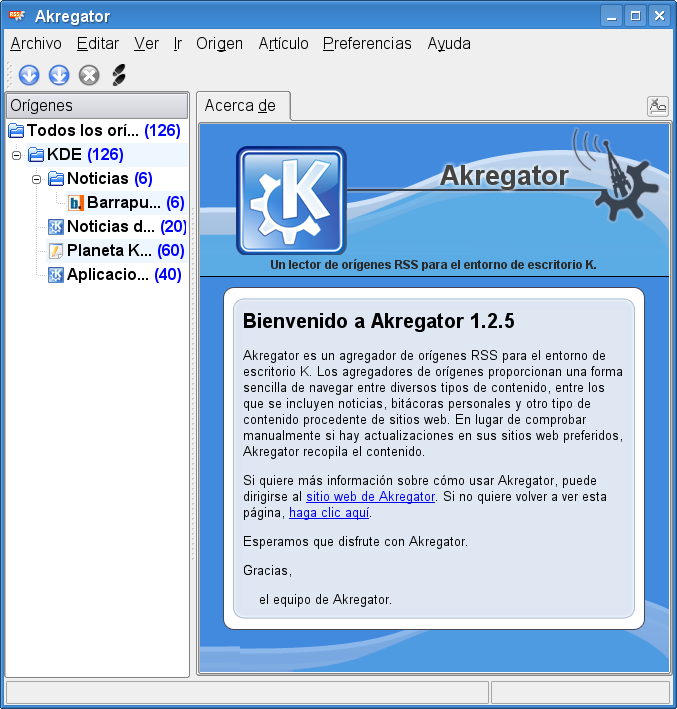 Akregator
Archivo Editar Ver Ir Origen Artículo Preferencias Ayuda
Orígenes
Todos los orí... (126)
KDE (126)
Noticias (6)
Barrapu... (6)
Noticias d... (20)
Planeta K... (60)
Aplicacio... (40)
Acerca de
Akregator
Un lector de orígenes RSS para el entorno de escritorio K.
Bienvenido a Akregator 1.2.5
Akregator es un agregador de orígenes RSS para el entorno de
escritorio K. Los agregadores de orígenes proporcionan una forma
sencilla de navegar entre diversos tipos de contenido, entre los
que se incluyen noticias, bitácoras personales y otro tipo de
contenido procedente de sitios web. En lugar de comprobar
manualmente si hay actualizaciones en sus sitios web preferidos,
Akregator recopila el contenido.
Si quiere más información sobre cómo usar Akregator, puede
dirigirse al sitio web de Akregator. Si no quiere volver a ver esta
página, haga clic aquí.
Esperamos que disfrute con Akregator.
Gracias,
el equipo de Akregator.